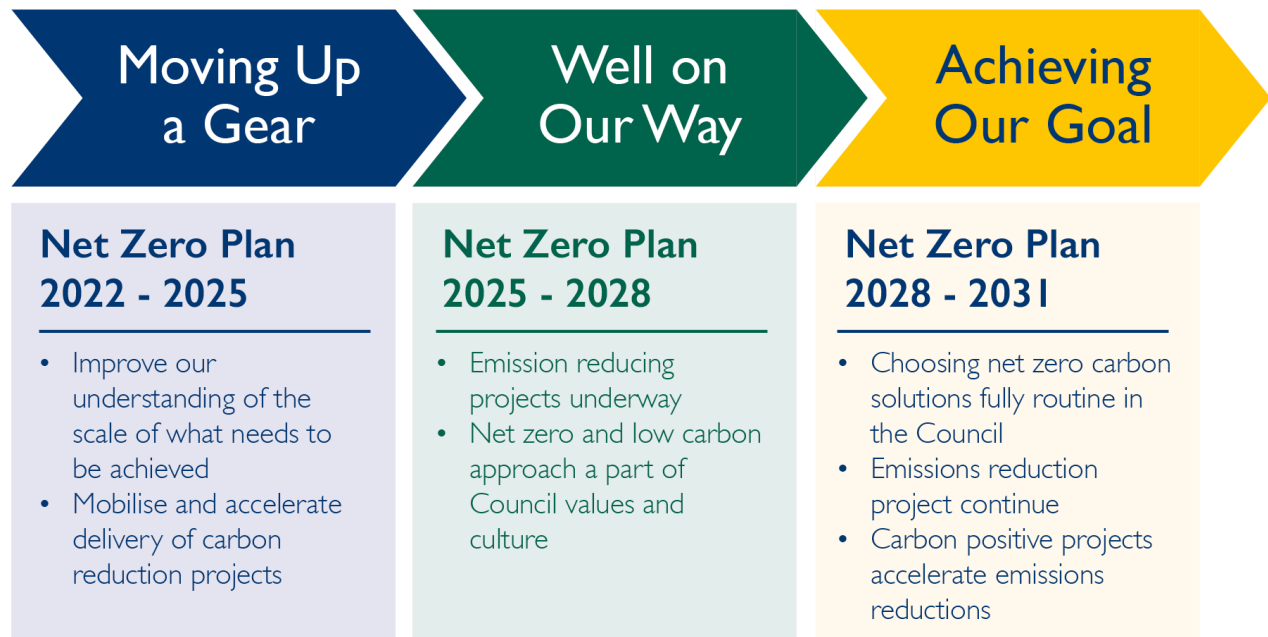 Moving Up
a Gear
Well on
Our Way
Achieving
Our Goal
Net Zero Plan
2022 - 2025
• Improve our
understanding of the
scale of what needs to
be achieved
• Mobilise and accelerate
delivery of carbon
reduction projects
Net Zero Plan
2025 - 2028
• Emission reducing
projects underway
• Net zero and low carbon
approach a part of
Council values and
culture
Net Zero Plan
2028 - 2031
• Choosing net zero carbon
solutions fully routine in
the Council
• Emissions reduction
project continue
• Carbon positive projects
accelerate emissions
reductions